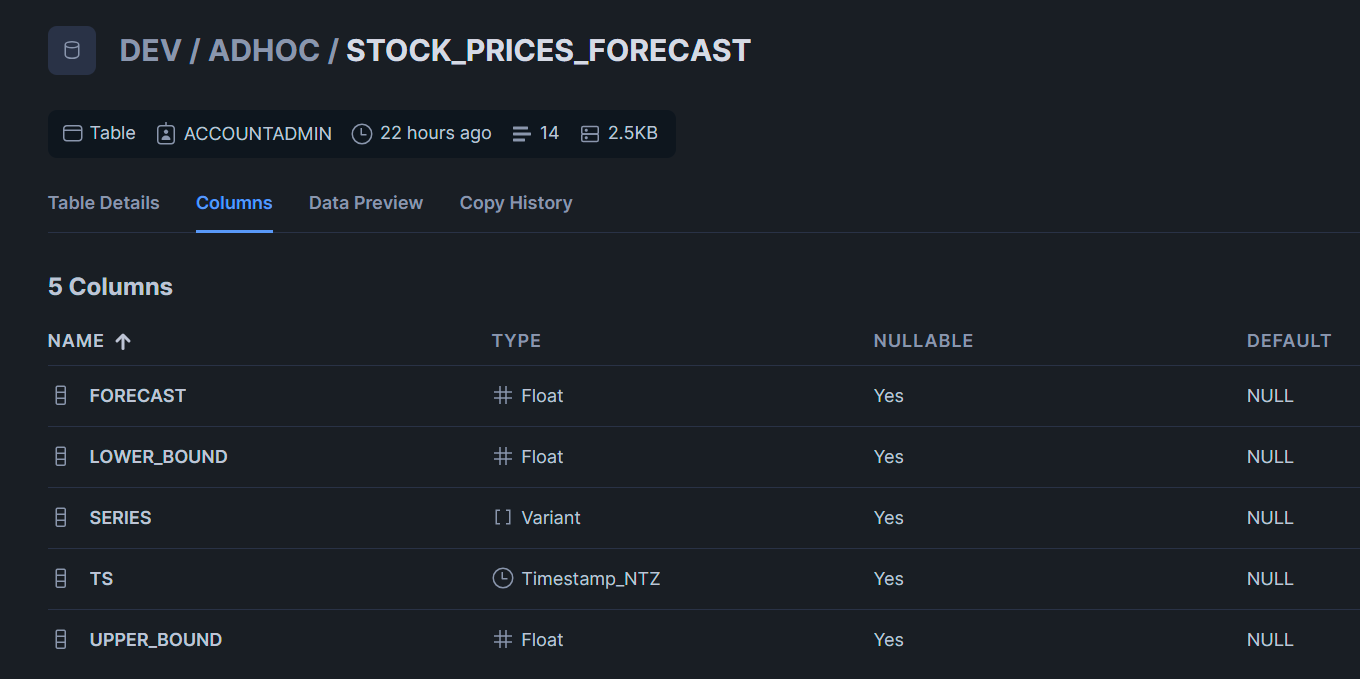 DEV / ADHOC / STOCK_PRICES_FORECAST
Table ACCOUNTADMIN 22 hours ago 14 2.5KB
Table Details Columns Data Preview Copy History
5 Columns
NAME TYPE NULLABLE DEFAULT
FORECAST Float Yes NULL
LOWER_BOUND Float Yes NULL
SERIES Variant Yes NULL
TS Timestamp_NTZ Yes NULL
UPPER_BOUND Float Yes NULL